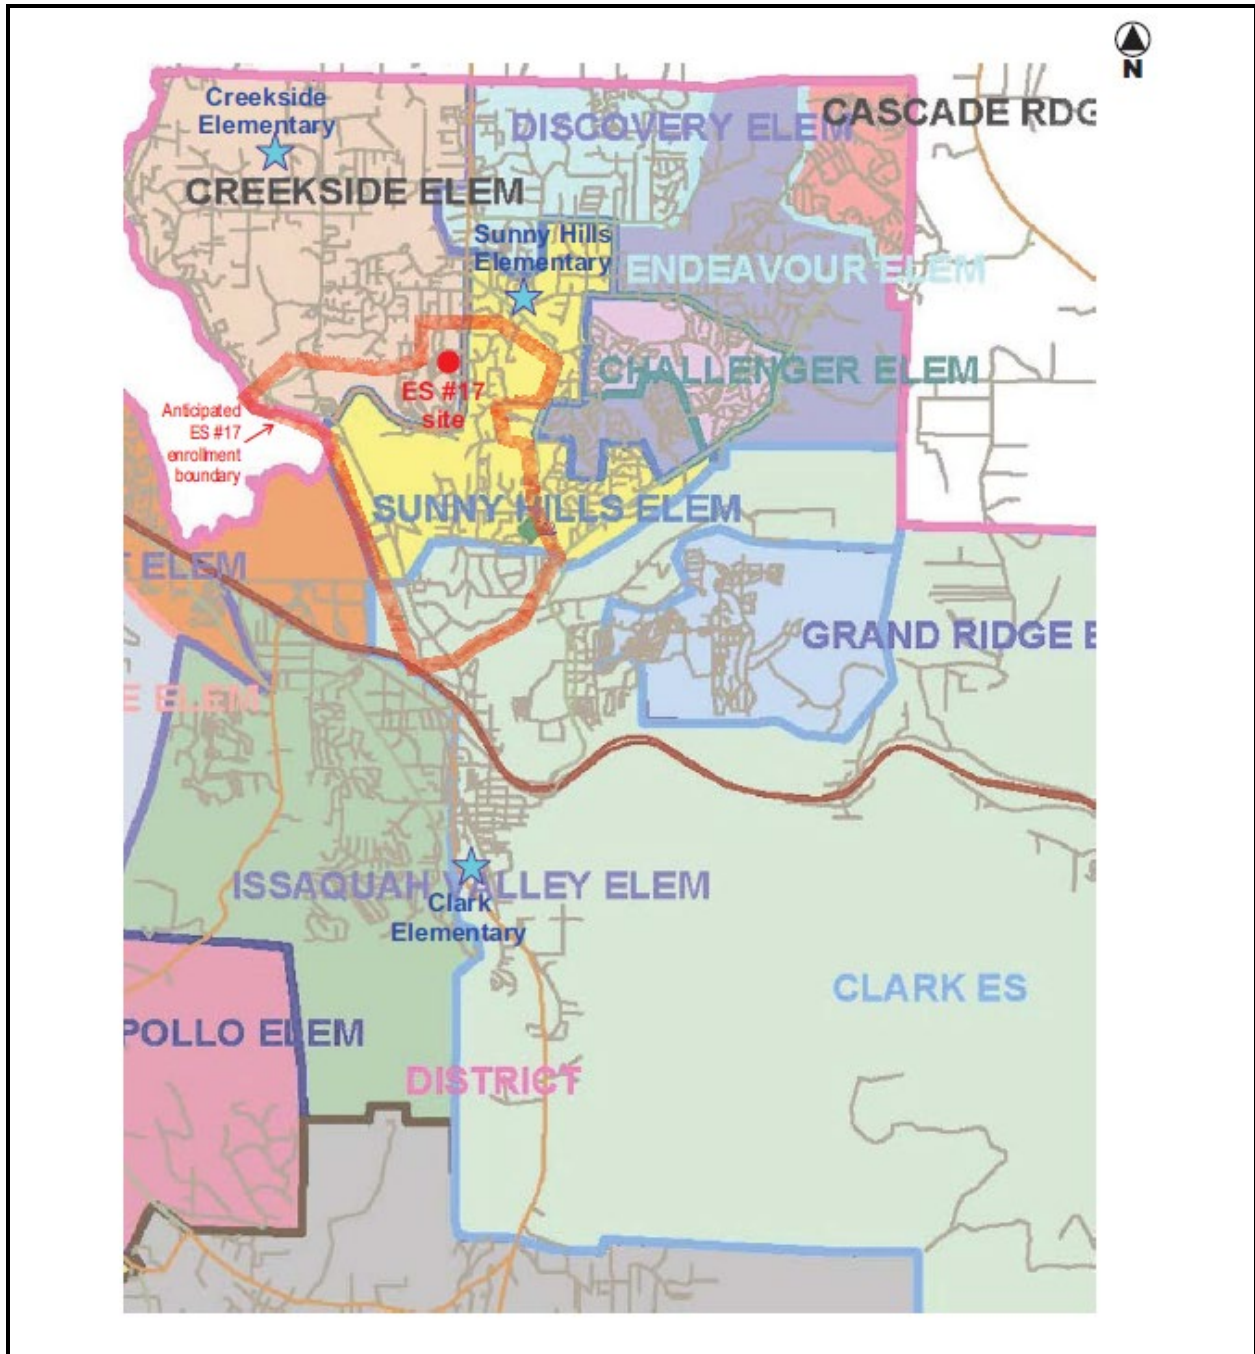 N
Creekside
Elementary
CREEKSIDE ELEM
DISCOVERY ELEM
CASCADE RDG
Sunny Hills
Elementary
ENDEAVOUR ELEM
CHALLENGER ELEM
ES #17
site
Anticipated
ES #17
enrollment
boundary
SUNNY HILLS ELEM
T ELEM
GRAND RIDGE E
E ELEM
ISSAQUAH VALLEY ELEM
Clark
Elementary
CLARK ES
POLLO ELEM
DISTRICT